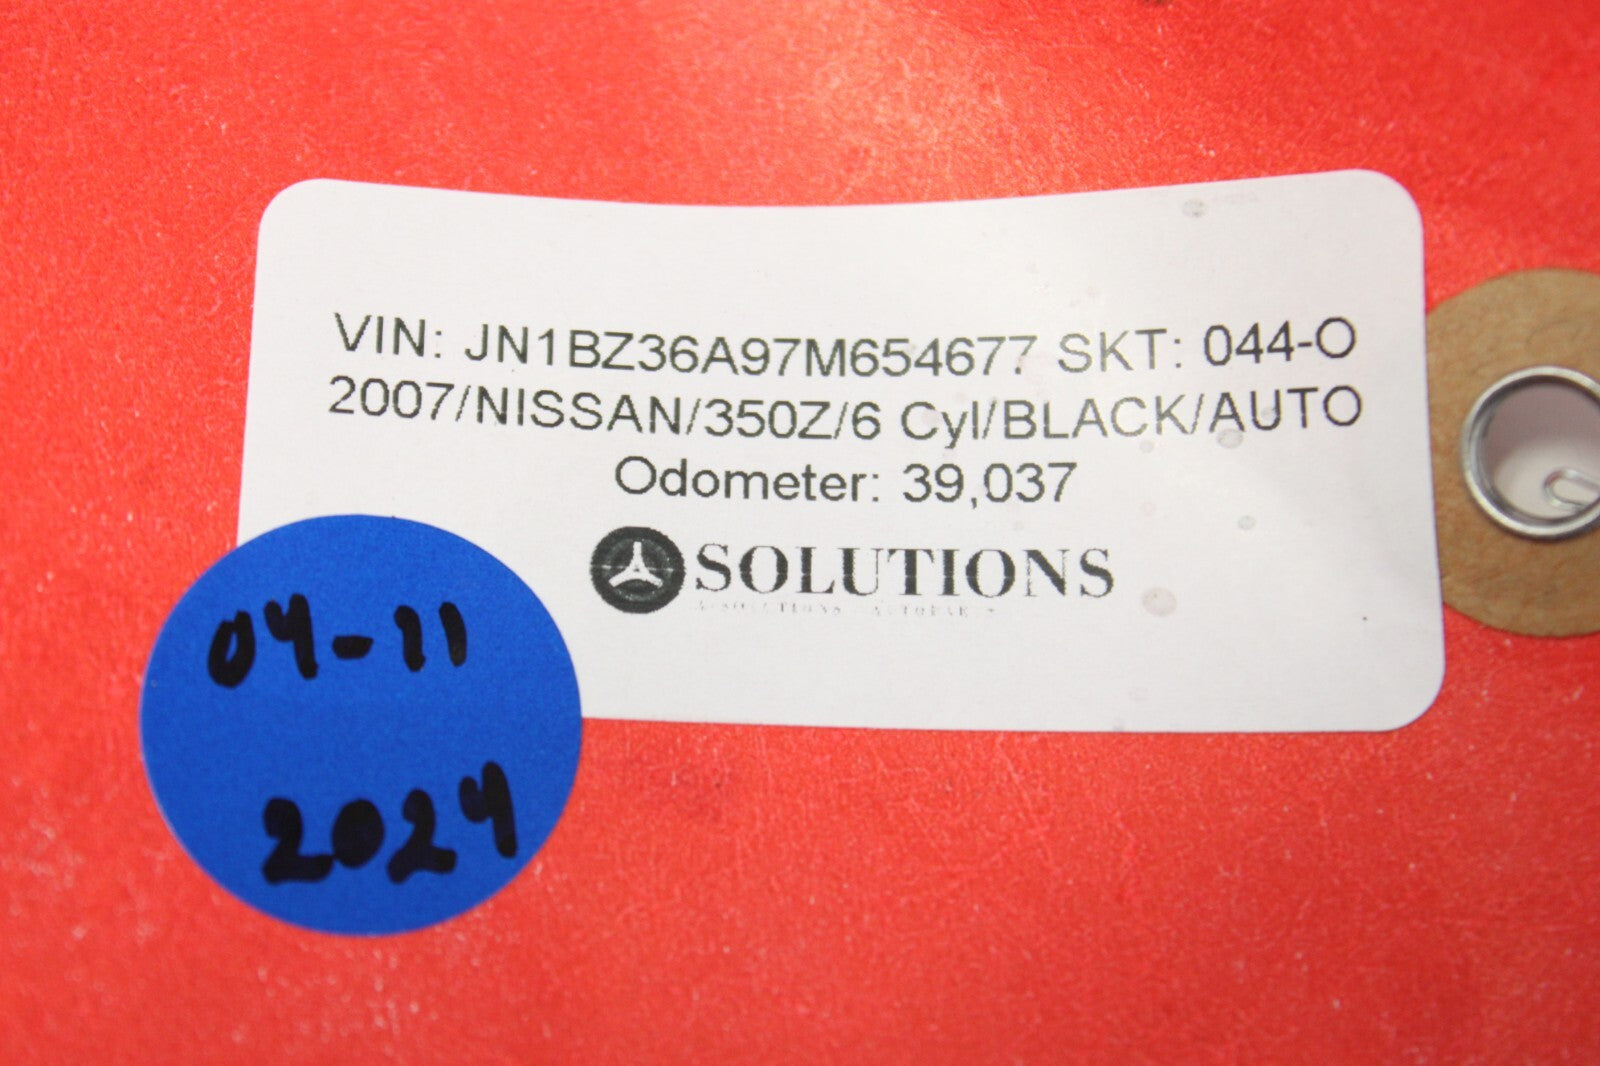 VIN: JN1BZ36A97M654677 SKT: 044-O
2007/NISSAN/350Z/6 Cyl/BLACK/AUTO
Odometer: 39,037
SOLUTIONS
04-11
2024